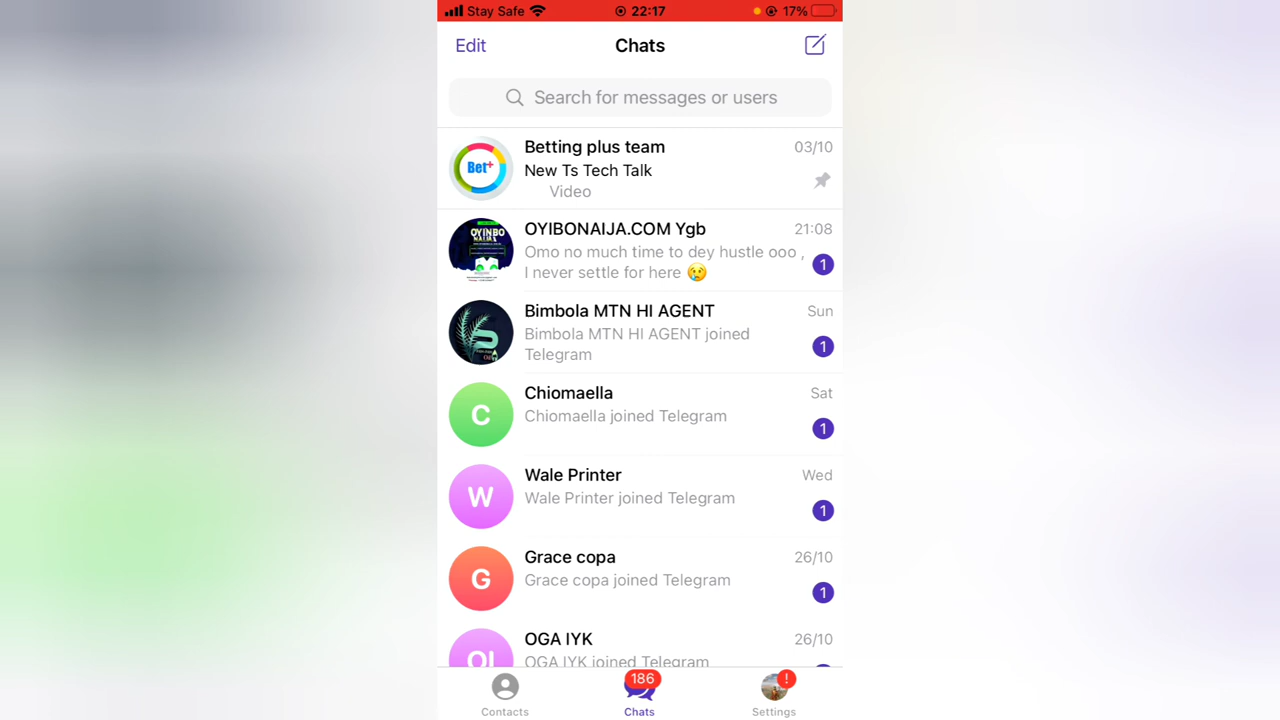 Stay Safe 22:17 17%
Edit Chats
Search for messages or users
Bet+
Betting plus team 03/10
New Ts Tech Talk
Video
OYINBO
NAIJA
OYIBONAIJA.COM Ygb 21:08
Omo no much time to dey hustle ooo ,
I never settle for here 😢 1
Bimbola MTN HI AGENT Sun
Bimbola MTN HI AGENT joined
Telegram 1
C Chiomaella Sat
Chiomaella joined Telegram
1
W Wale Printer Wed
Wale Printer joined Telegram
1
G Grace copa 26/10
Grace copa joined Telegram
1
OGA IYK 26/10
OI OGA IYK joined Telegram
186 !
Contacts Chats Settings